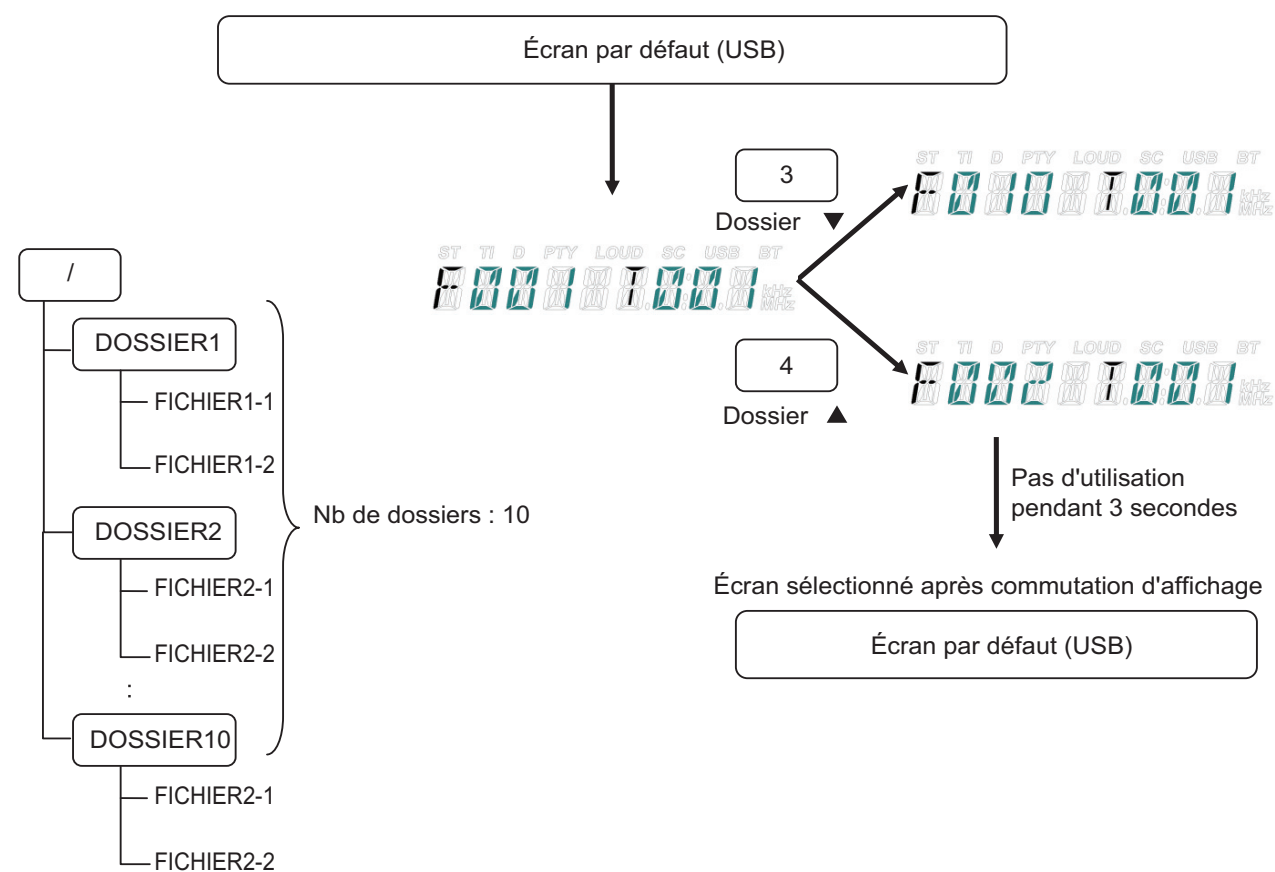 Écran par défaut (USB)
3
Dossier ▼
ST TI D PTY LOUD SC USB BT
F010 T001 kHz MHz
ST TI D PTY LOUD SC USB BT
F001 T001 kHz MHz
4
Dossier ▲
ST TI D PTY LOUD SC USB BT
F002 T001 kHz MHz
Pas d'utilisation
pendant 3 secondes
Écran sélectionné après commutation d'affichage
Écran par défaut (USB)
/
DOSSIER1
FICHIER1-1
FICHIER1-2
DOSSIER2
FICHIER2-1
FICHIER2-2
:
DOSSIER10
FICHIER2-1
FICHIER2-2
Nb de dossiers : 10